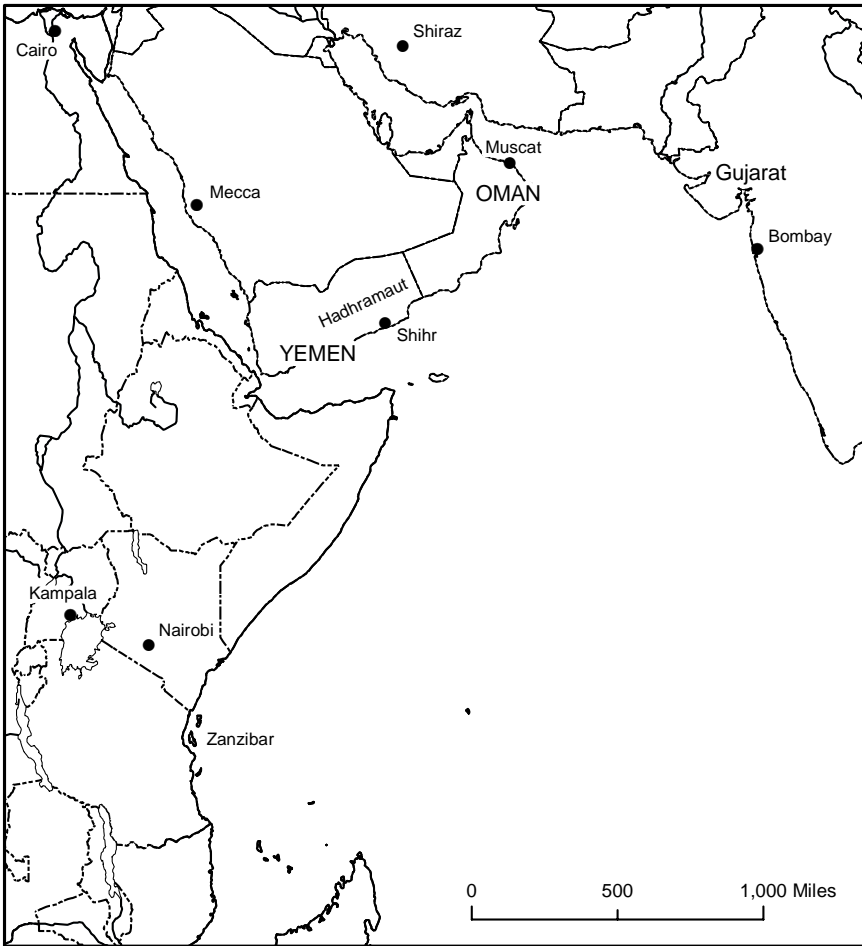 Shiraz
Cairo
Muscat
Gujarat
Mecca
OMAN
Bombay
Hadhramaut
Shihr
YEMEN
Kampala
Nairobi
Zanzibar
0 500 1,000 Miles